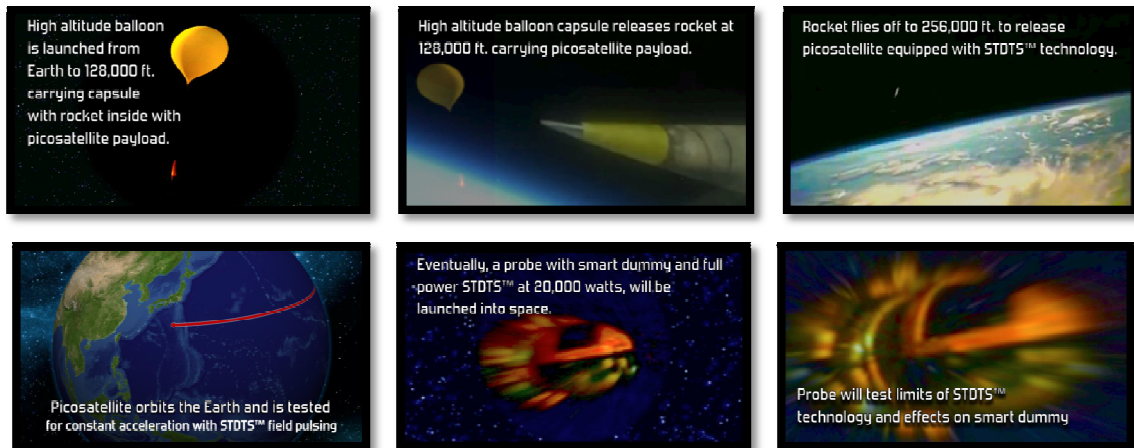 High altitude balloon
is launched from
Earth to 128,000 ft.
carrying capsule
with rocket inside with
picosatellite payload.
High altitude balloon capsule releases rocket at
128,000 ft. carrying picosatellite payload.
Rocket flies off to 256,000 ft. to release
picosatellite equipped with STDTS™ technology.
Picosatellite orbits the Earth and is tested
for constant acceleration with STDTS™ field pulsing
Eventually, a probe with smart dummy and full
power STDTS™ at 20,000 watts, will be
launched into space.
Probe will test limits of STDTS™
technology and effects on smart dummy